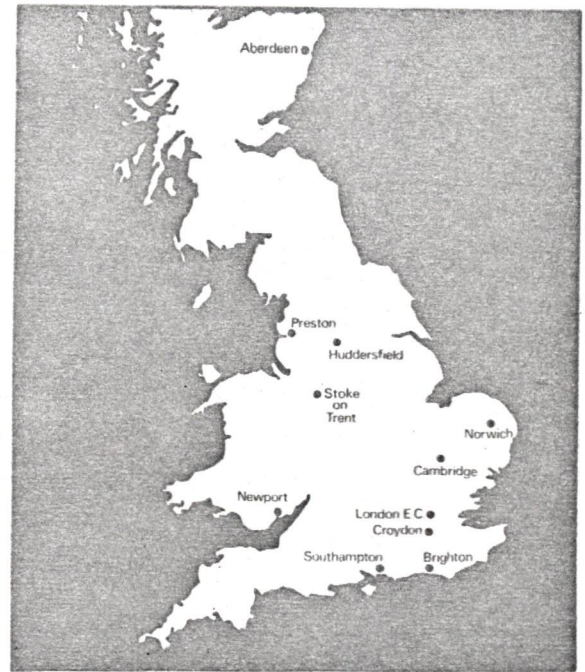 Aberdeen
Preston
Huddersfield
Stoke
on
Trent
Norwich
Cambridge
Newport
London E C
Croydon
Southampton
Brighton